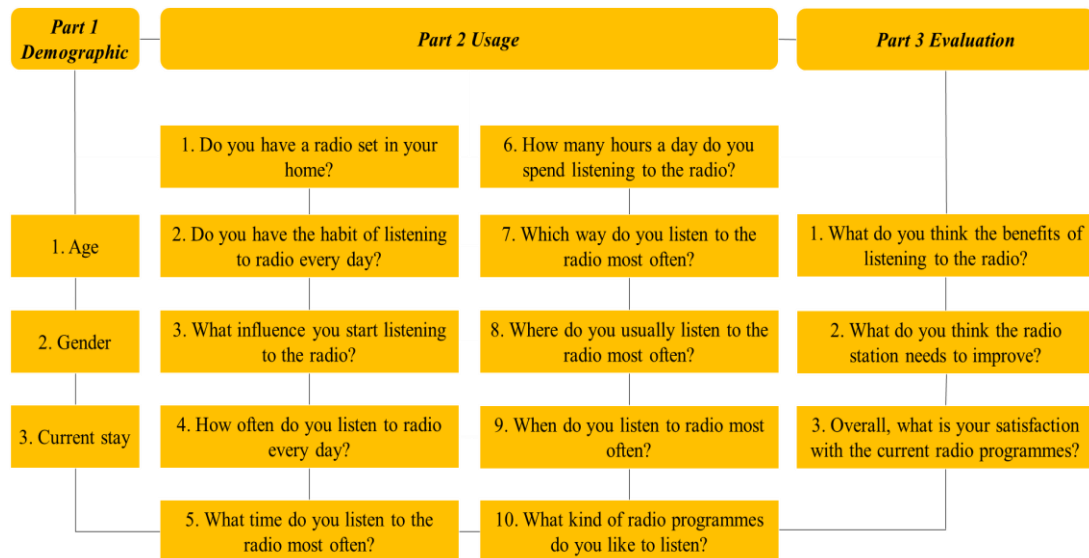 Part 1
Demographic
Part 2 Usage
Part 3 Evaluation
1. Age
2. Gender
3. Current stay
1. Do you have a radio set in your
home?
2. Do you have the habit of listening
to radio every day?
3. What influence you start listening
to the radio?
4. How often do you listen to radio
every day?
5. What time do you listen to the
radio most often?
6. How many hours a day do you
spend listening to the radio?
7. Which way do you listen to the
radio most often?
8. Where do you usually listen to the
radio most often?
9. When do you listen to radio most
often?
10. What kind of radio programmes
do you like to listen?
1. What do you think the benefits of
listening to the radio?
2. What do you think the radio
station needs to improve?
3. Overall, what is your satisfaction
with the current radio programmes?